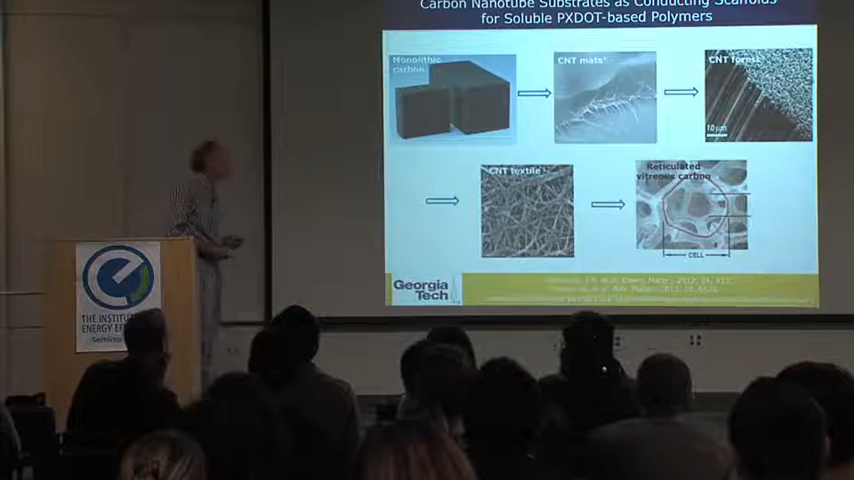 Carbon Nanotube Substrates as Conducting Scaffolds
for Soluble PXDOT-based Polymers
Monolithic
carbon
CNT mats
CNT forest
10 µm
CNT textile
Reticulated
vitreous carbon
CELL
Georgia
Tech
THE INSTITUTE
ENERGY
Seminar